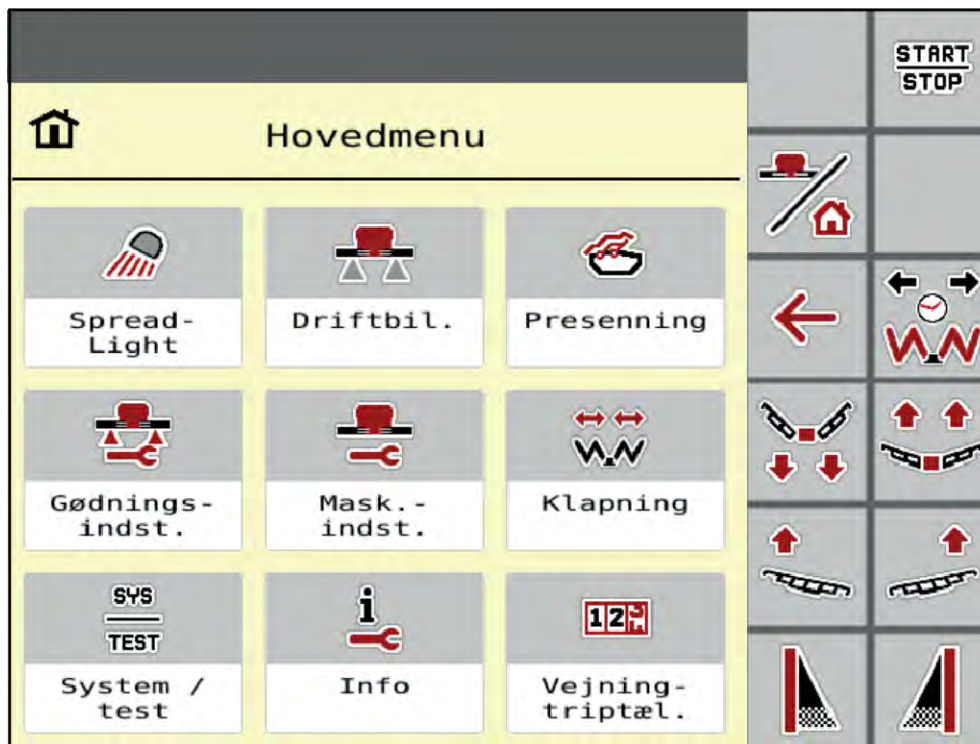 START
STOP
Hovedmenu
Spread-
Light
Driftbil.
Presenning
Gødnings-
indst.
Mask.-
indst.
Klapning
SYS
TEST
System /
test
i
Info
12
Vejning-
triptæl.